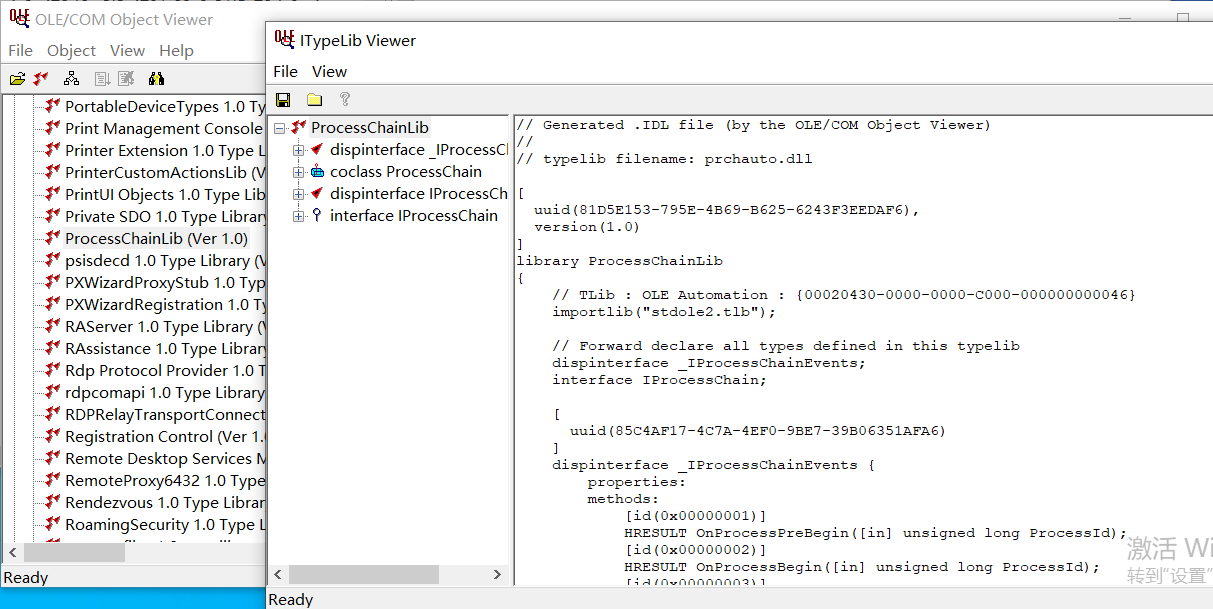 OLE/COM Object Viewer
File Object View Help
PortableDeviceTypes 1.0 Ty
Print Management Console
Printer Extension 1.0 Type L
PrinterCustomActionsLib (V
PrintUI Objects 1.0 Type Lib
Private SDO 1.0 Type Library
ProcessChainLib (Ver 1.0)
psisdecd 1.0 Type Library (V
PXWizardProxyStub 1.0 Typ
PXWizardRegistration 1.0 Ty
RAServer 1.0 Type Library (V
RAssistance 1.0 Type Library
Rdp Protocol Provider 1.0 T
rdpcomapi 1.0 Type Library
RDPRelayTransportConnect
Registration Control (Ver 1.0
Remote Desktop Services M
RemoteProxy6432 1.0 Type
Rendezvous 1.0 Type Librar
RoamingSecurity 1.0 Type L
Ready
ITypeLib Viewer
File View
ProcessChainLib
dispinterface _IProcessCl
coclass ProcessChain
dispinterface IProcessCh
interface IProcessChain
// Generated .IDL file (by the OLE/COM Object Viewer)
//
// typelib filename: prchauto.dll
[
uuid(81D5E153-795E-4B69-B625-6243F3EEDAF6),
version(1.0)
]
library ProcessChainLib
{
// TLib : OLE Automation : {00020430-0000-0000-C000-000000000046}
importlib("stdole2.tlb");
// Forward declare all types defined in this typelib
dispinterface _IProcessChainEvents;
interface IProcessChain;
[
uuid(85C4AF17-4C7A-4EF0-9BE7-39B06351AFA6)
]
dispinterface _IProcessChainEvents {
properties:
methods:
[id(0x00000001)]
HRESULT OnProcessPreBegin([in] unsigned long ProcessId);
[id(0x00000002)]
HRESULT OnProcessBegin([in] unsigned long ProcessId);
[id(0x00000003)]
激活 Wi
转到"设置"
Ready